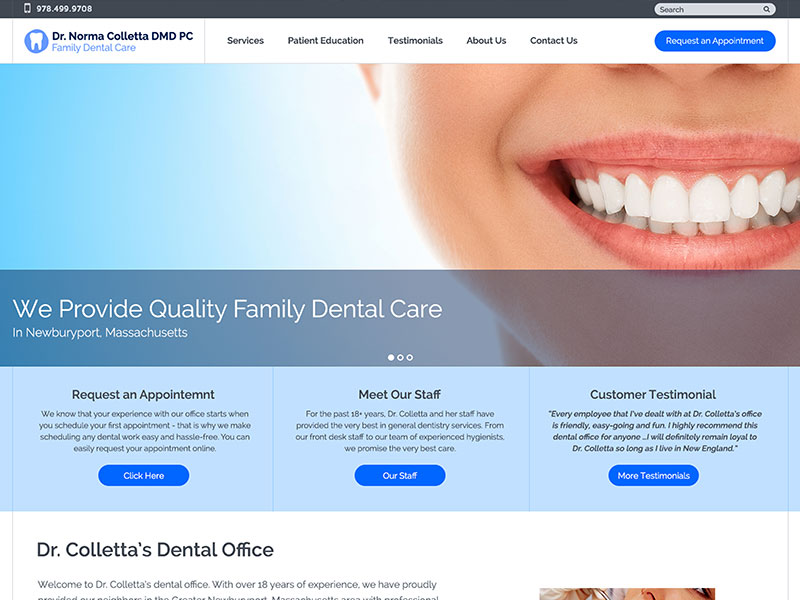 978.499.9708
Search
Dr. Norma Colletta DMD PC
Family Dental Care
Services
Patient Education
Testimonials
About Us
Contact Us
Request an Appointment
We Provide Quality Family Dental Care
In Newburyport, Massachusetts
Request an Appointemnt
We know that your experience with our office starts when
you schedule your first appointment - that is why we make
scheduling any dental work easy and hassle-free. You can
easily request your appointment online.
Click Here
Meet Our Staff
For the past 18+ years, Dr. Colletta and her staff have
provided the very best in general dentistry services. From
our front desk staff to our team of experienced hygienists,
we promise the very best care.
Our Staff
Customer Testimonial
"Every employee that I've dealt with at Dr. Colletta's office
is friendly, easy-going and fun. I highly recommend this
dental office for anyone ...I will definitely remain loyal to
Dr. Colletta so long as I live in New England."
More Testimonials
Dr. Colletta's Dental Office
Welcome to Dr. Colletta's dental office. With over 18 years of experience, we have proudly
provided our neighbors in the Greater Newburyport, Massachusetts area with professional